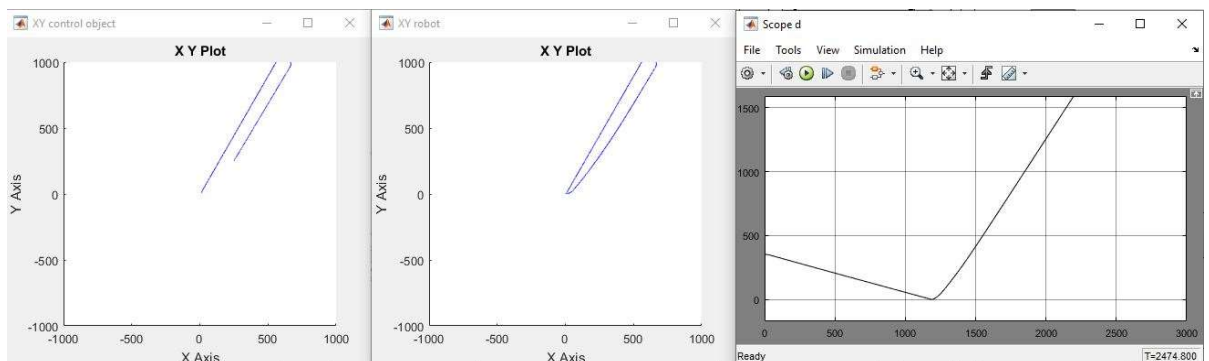 XY control object
X Y Plot
1000
500
0
-500
-1000
-1000
-500
0
500
1000
Y Axis
X Axis
XY robot
X Y Plot
1000
500
0
-500
-1000
-1000
-500
0
500
1000
Y Axis
X Axis
Scope d
File Tools View Simulation Help
1500
1000
500
0
0
500
1000
1500
2000
2500
3000
Ready
T=2474.800